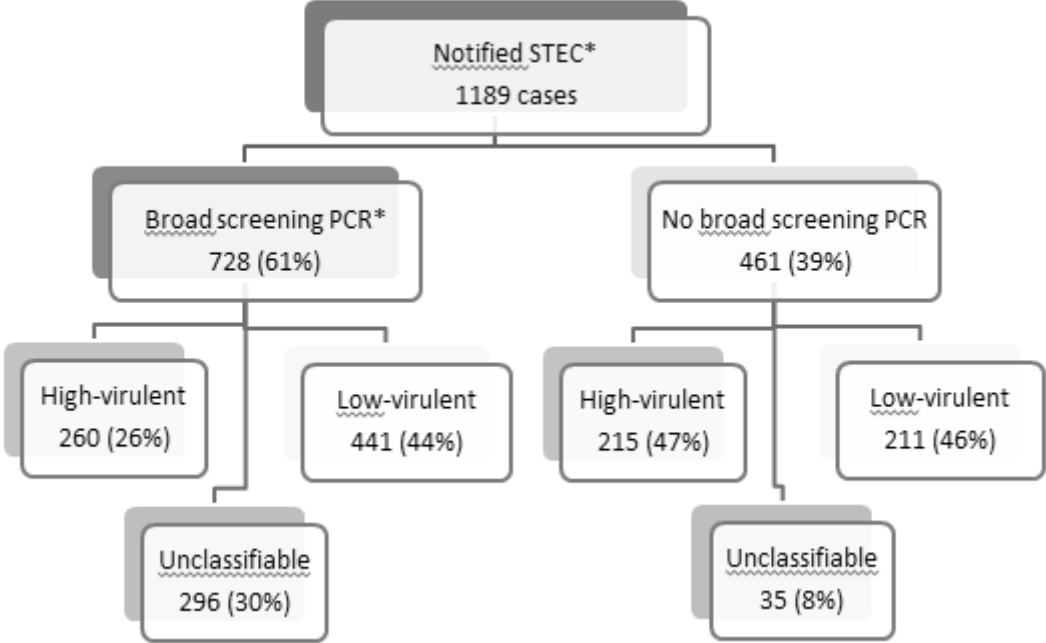 Notified STEC*
1189 cases
Broad screening PCR*
728 (61%)
No broad screening PCR
461 (39%)
High-virulent
260 (26%)
Low-virulent
441 (44%)
High-virulent
215 (47%)
Low-virulent
211 (46%)
Unclassifiable
296 (30%)
Unclassifiable
35 (8%)